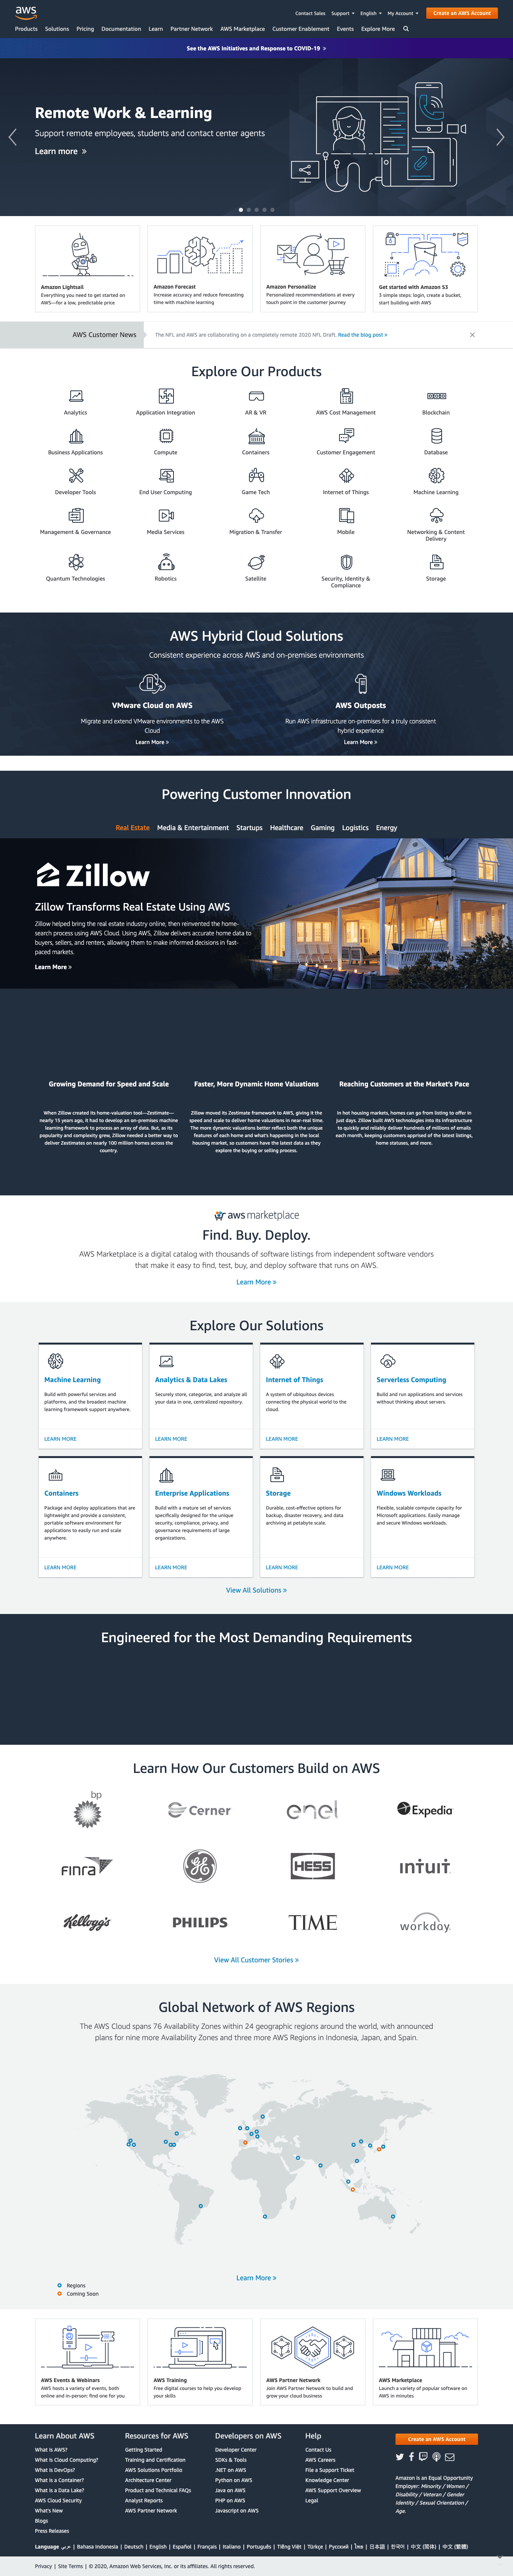 aws
Contact Sales Support English My Account Create an AWS Account
Products Solutions Pricing Documentation Learn Partner Network AWS Marketplace Customer Enablement Events Explore More
See the AWS Initiatives and Response to COVID-19 »
Remote Work & Learning
Support remote employees, students and contact center agents
Learn more »
Amazon Lightsail
Everything you need to get started on
AWS—for a low, predictable price
Amazon Forecast
Increase accuracy and reduce forecasting
time with machine learning
Amazon Personalize
Personalized recommendations at every
touch point in the customer journey
Get started with Amazon S3
3 simple steps: login, create a bucket,
start building with AWS
AWS Customer News
The NFL and AWS are collaborating on a completely remote 2020 NFL Draft. Read the blog post »
Explore Our Products
Analytics Application Integration AR & VR AWS Cost Management Blockchain
Business Applications Compute Containers Customer Engagement Database
Developer Tools End User Computing Game Tech Internet of Things Machine Learning
Management & Governance Media Services Migration & Transfer Mobile Networking & Content
Delivery
Quantum Technologies Robotics Satellite Security, Identity &
Compliance
Storage
AWS Hybrid Cloud Solutions
Consistent experience across AWS and on-premises environments
VMware Cloud on AWS
Migrate and extend VMware environments to the AWS
Cloud
Learn More »
AWS Outposts
Run AWS infrastructure on-premises for a truly consistent
hybrid experience
Learn More »
Powering Customer Innovation
Real Estate Media & Entertainment Startups Healthcare Gaming Logistics Energy
Zillow
Zillow Transforms Real Estate Using AWS
Zillow helped bring the real estate industry online, then reinvented the home-
search process using AWS Cloud. Using AWS, Zillow delivers accurate home data to
buyers, sellers, and renters, allowing them to make informed decisions in fast-
paced markets.
Learn More »
Growing Demand for Speed and Scale
When Zillow created its home-valuation tool—Zestimate—
nearly 15 years ago, it had to develop an on-premises machine
learning framework to process an array of data. But, as its
popularity and complexity grew, Zillow needed a better way to
deliver Zestimates on nearly 100 million homes across the
country.
Faster, More Dynamic Home Valuations
Zillow moved its Zestimate framework to AWS, giving it the
speed and scale to deliver home valuations in near-real time.
The more dynamic valuations better reflect both the unique
features of each home and what's happening in the local
housing market, so customers have the latest data as they
explore the buying or selling process.
Reaching Customers at the Market's Pace
In hot housing markets, homes can go from listing to offer in
just days. Zillow built AWS technologies into its infrastructure
to quickly and reliably deliver hundreds of millions of emails
each month, keeping customers apprised of the latest listings,
home statuses, and more.
aws marketplace
Find. Buy. Deploy.
AWS Marketplace is a digital catalog with thousands of software listings from independent software vendors
that make it easy to find, test, buy, and deploy software that runs on AWS.
Learn More »
Explore Our Solutions
Machine Learning
Build with powerful services and
platforms, and the broadest machine
learning framework support anywhere.
LEARN MORE
Analytics & Data Lakes
Securely store, categorize, and analyze all
your data in one, centralized repository.
LEARN MORE
Internet of Things
A system of ubiquitous devices
connecting the physical world to the
cloud.
LEARN MORE
Serverless Computing
Build and run applications and services
without thinking about servers.
LEARN MORE
Containers
Package and deploy applications that are
lightweight and provide a consistent,
portable software environment for
applications to easily run and scale
anywhere.
LEARN MORE
Enterprise Applications
Build with a mature set of services
specifically designed for the unique
security, compliance, privacy, and
governance requirements of large
organizations.
LEARN MORE
Storage
Durable, cost-effective options for
backup, disaster recovery, and data
archiving at petabyte scale.
LEARN MORE
Windows Workloads
Flexible, scalable compute capacity for
Microsoft applications. Easily manage
and secure Windows workloads.
LEARN MORE
View All Solutions »
Engineered for the Most Demanding Requirements
Learn How Our Customers Build on AWS
bp Cerner enel Expedia
FINRA GE HESS INTUIT
Kellogg's PHILIPS TIME workday
View All Customer Stories »
Global Network of AWS Regions
The AWS Cloud spans 76 Availability Zones within 24 geographic regions around the world, with announced
plans for nine more Availability Zones and three more AWS Regions in Indonesia, Japan, and Spain.
Learn More »
Regions
Coming Soon
AWS Events & Webinars
AWS hosts a variety of events, both
online and in-person: find one for you
AWS Training
Free digital courses to help you develop
your skills
AWS Partner Network
Join AWS Partner Network to build and
grow your cloud business
AWS Marketplace
Launch a variety of popular software on
AWS in minutes
Learn About AWS
What Is AWS?
What Is Cloud Computing?
What Is DevOps?
What Is a Container?
What Is a Data Lake?
AWS Cloud Security
What's New
Blogs
Press Releases
Resources for AWS
Getting Started
Training and Certification
AWS Solutions Portfolio
Architecture Center
Product and Technical FAQs
Analyst Reports
AWS Partner Network
Developers on AWS
Developer Center
SDKs & Tools
.NET on AWS
Python on AWS
Java on AWS
PHP on AWS
Javascript on AWS
Help
Contact Us
AWS Careers
File a Support Ticket
Knowledge Center
AWS Support Overview
Legal
Create an AWS Account
Amazon is an Equal Opportunity
Employer: Minority / Women /
Disability / Veteran / Gender
Identity / Sexual Orientation /
Age.
Language عربي | Bahasa Indonesia | Deutsch | English | Español | Français | Italiano | Português | Tiếng Việt | Türkçe | Ρусский | ไทย | 日本語 | 한국어 | 中文 (简体) | 中文 (繁體)
Privacy | Site Terms | © 2020, Amazon Web Services, Inc. or its affiliates. All rights reserved.